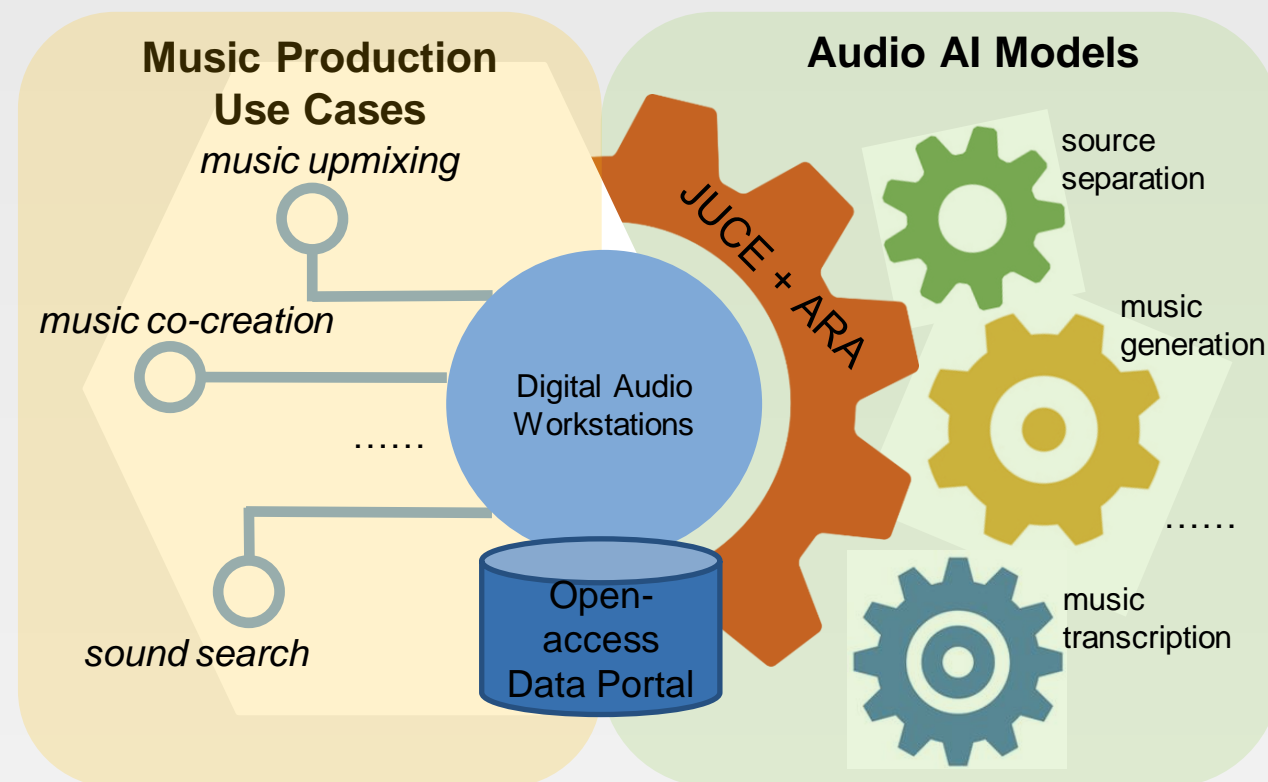 Music Production
Use Cases
music upmixing
music co-creation
……
sound search
Digital Audio
Workstations
Open-
access
Data Portal
JUCE + ARA
Audio AI Models
source
separation
music
generation
……
music
transcription